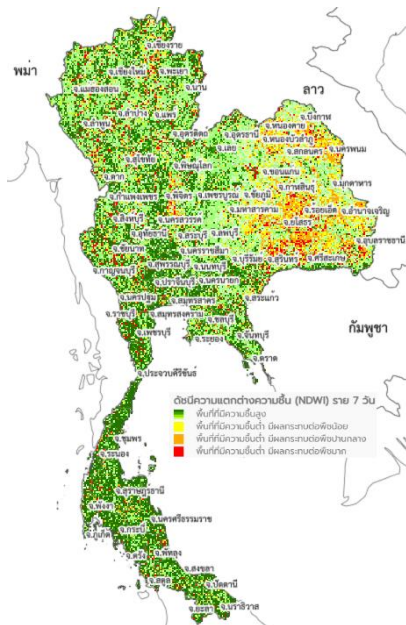 จ.เชียงราย
พม่า
จ.เชียงใหม่
จ.พะเยา
ลาว
จ.แม่ฮ่องสอน
จ.น่าน
จ.บึงกาฬ
จ.ลำปาง
จ.แพร่
จ.หนองคาย
จ.ลำพูน
จ.อุตรดิตถ์
จ.อุดรธานี
จ.หนองบัวลำภู
จ.เลย
จ.สกลนคร
จ.นครพนม
จ.สุโขทัย
จ.พิษณุโลก
จ.ขอนแก่น
จ.ตาก
จ.มุกดาหาร
จ.กำแพงเพชร
จ.พิจิตร
จ.เพชรบูรณ์
จ.ชัยภูมิ
จ.กาฬสินธุ์
จ.มหาสารคาม
จ.ร้อยเอ็ด
จ.อำนาจเจริญ
จ.สิงห์บุรี
จ.นครสวรรค์
จ.ยโสธร
จ.อุทัยธานี
จ.สระบุรี
จ.ลพบุรี
จ.อุบลราชธานี
จ.ชัยนาท
จ.นครราชสีมา
จ.บุรีรัมย์
จ.สุรินทร์
จ.ศรีสะเกษ
จ.สุพรรณบุรี
จ.นนทบุรี
จ.กาญจนบุรี
จ.ปราจีนบุรี
จ.นครนายก
จ.นครปฐม
จ.สมุทรสาคร
จ.สระแก้ว
จ.ราชบุรี
จ.สมุทรสงคราม
จ.ชลบุรี
กัมพูชา
จ.เพชรบุรี
จ.ระยอง
จ.จันทบุรี
จ.ตราด
จ.ประจวบคีรีขันธ์
ดัชนีความแตกต่างความชื้น (NDWI) ราย 7 วัน
พื้นที่ที่มีความชื้นสูง
พื้นที่ที่มีความชื้นต่ำ มีผลกระทบต่อพืชน้อย
พื้นที่ที่มีความชื้นต่ำ มีผลกระทบต่อพืชปานกลาง
พื้นที่ที่มีความชื้นต่ำ มีผลกระทบต่อพืชมาก
จ.ชุมพร
จ.ระนอง
จ.สุราษฎร์ธานี
จ.พังงา
จ.นครศรีธรรมราช
จ.ภูเก็ต
จ.กระบี่
จ.ตรัง
จ.พัทลุง
จ.สงขลา
จ.สตูล
จ.ปัตตานี
จ.ยะลา
จ.นราธิวาส